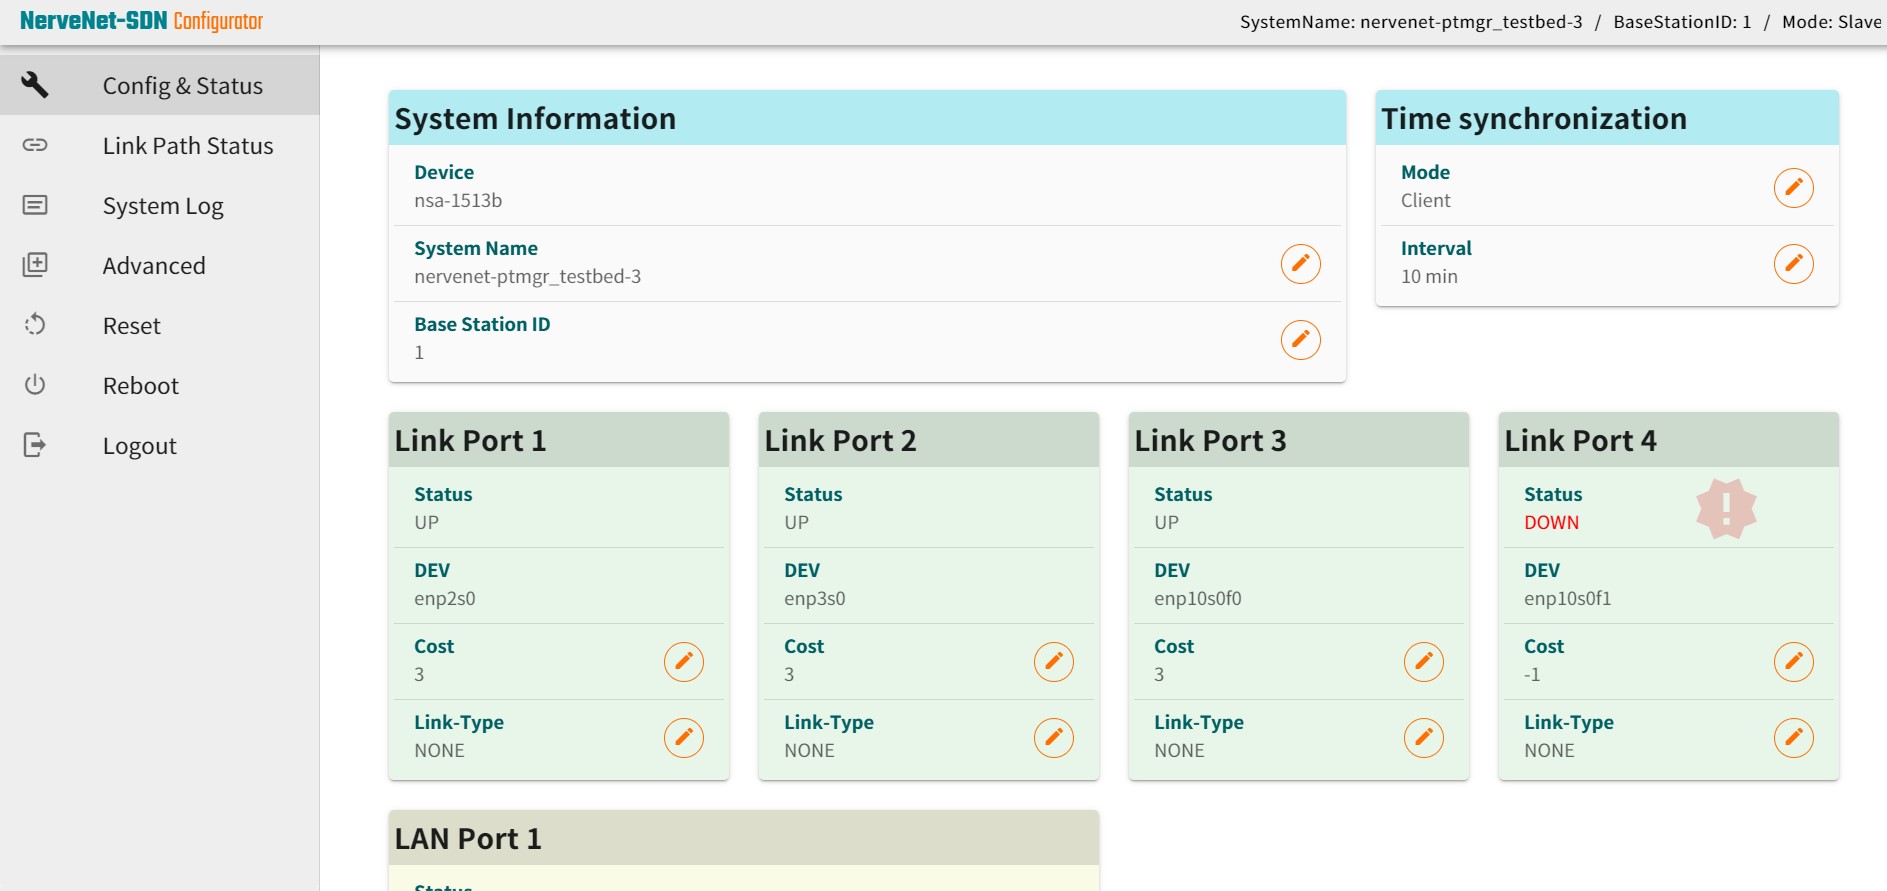 NerveNet-SDN Configurator
SystemName: nervenet-ptmgr_testbed-3 / BaseStationID: 1 / Mode: Slave
Config & Status
Link Path Status
System Log
Advanced
Reset
Reboot
Logout
System Information
Device
nsa-1513b
System Name
nervenet-ptmgr_testbed-3
Base Station ID
1
Time synchronization
Mode
Client
Interval
10 min
Link Port 1
Status
UP
DEV
enp2s0
Cost
3
Link-Type
NONE
Link Port 2
Status
UP
DEV
enp3s0
Cost
3
Link-Type
NONE
Link Port 3
Status
UP
DEV
enp10s0f0
Cost
3
Link-Type
NONE
Link Port 4
Status
DOWN
DEV
enp10s0f1
Cost
-1
Link-Type
NONE
LAN Port 1
Status